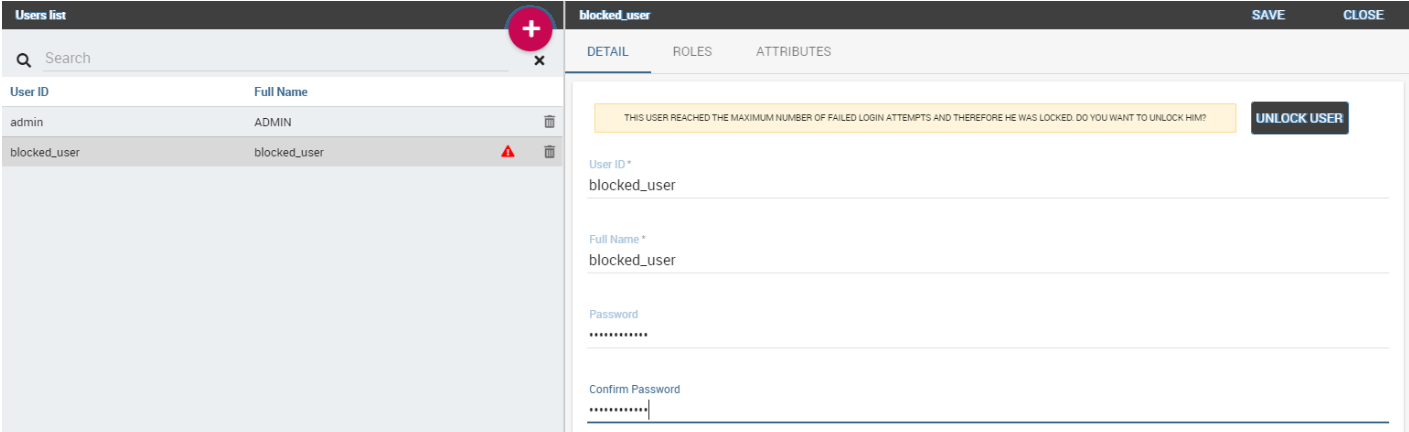 Users list
+
Search
User ID Full Name
admin ADMIN
blocked_user blocked_user
blocked_user SAVE CLOSE
DETAIL ROLES ATTRIBUTES
THIS USER REACHED THE MAXIMUM NUMBER OF FAILED LOGIN ATTEMPTS AND THEREFORE HE WAS LOCKED. DO YOU WANT TO UNLOCK HIM? UNLOCK USER
User ID *
blocked_user
Full Name *
blocked_user
Password
••••••••••••
Confirm Password
••••••••••••